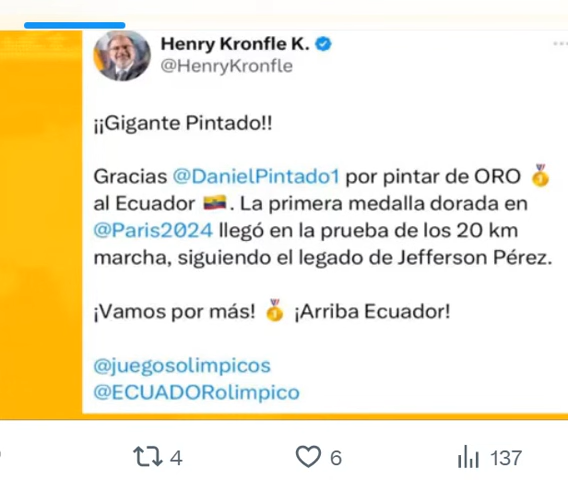 Henry Kronfle K.
@HenryKronfle
¡¡Gigante Pintado!!
Gracias @DanielPintado1 por pintar de ORO 🥇
al Ecuador 🇪🇨. La primera medalla dorada en
@Paris2024 llegó en la prueba de los 20 km
marcha, siguiendo el legado de Jefferson Pérez.
¡Vamos por más! 🥇 ¡Arriba Ecuador!
@juegosolimpicos
@ECUADORolimpico
4 6 137